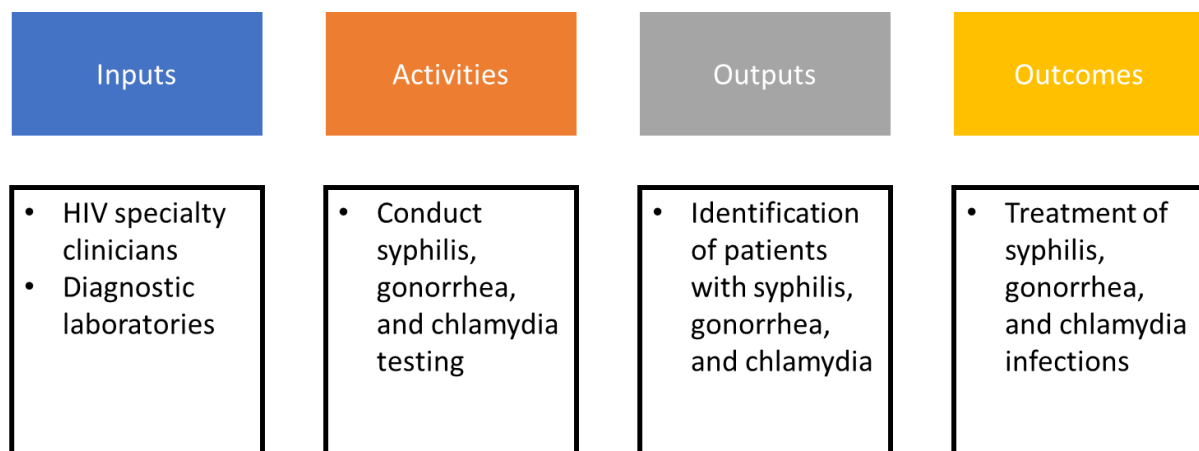 Inputs
Activities
Outputs
Outcomes
• HIV specialty
clinicians
• Diagnostic
laboratories
• Conduct
syphilis,
gonorrhea,
and chlamydia
testing
• Identification
of patients
with syphilis,
gonorrhea,
and chlamydia
• Treatment of
syphilis,
gonorrhea,
and chlamydia
infections